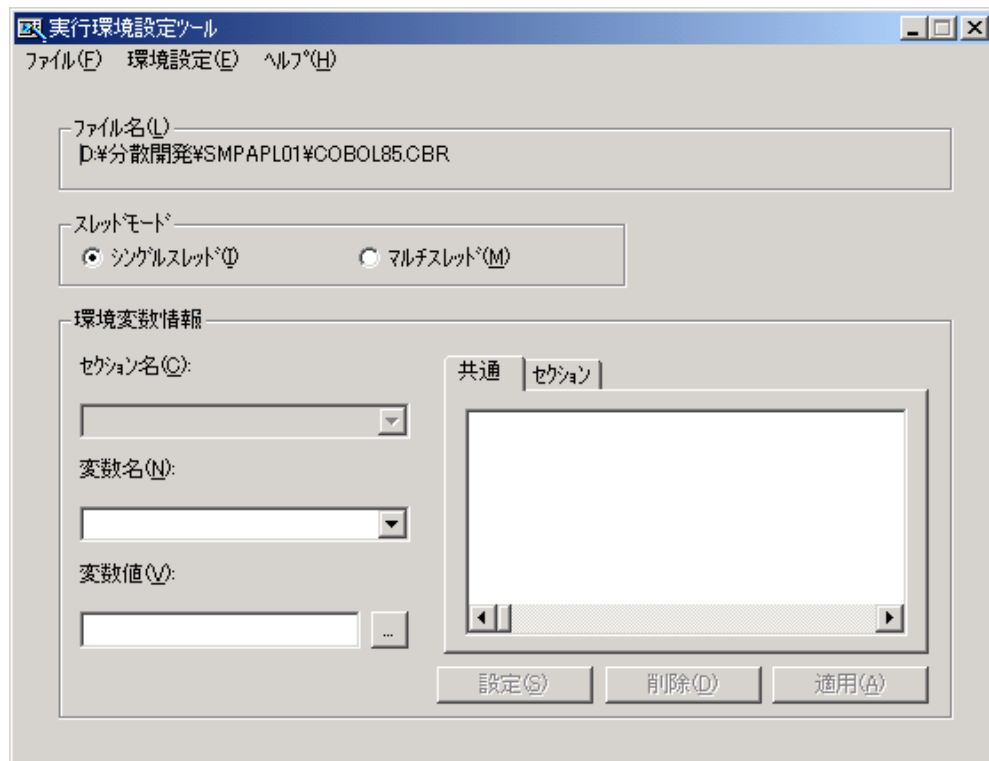 実行環境設定ツール
ファイル(F) 環境設定(E) ヘルプ(H)
ファイル名(L)
D:¥分散開発¥SMPAPL01¥COBOL85.CBR
スレッドモード
シングルスレッド(I) マルチスレッド(M)
環境変数情報
セクション名(C):
共通 セクション
変数名(N):
変数値(V):
...
設定(S) 削除(D) 適用(A)